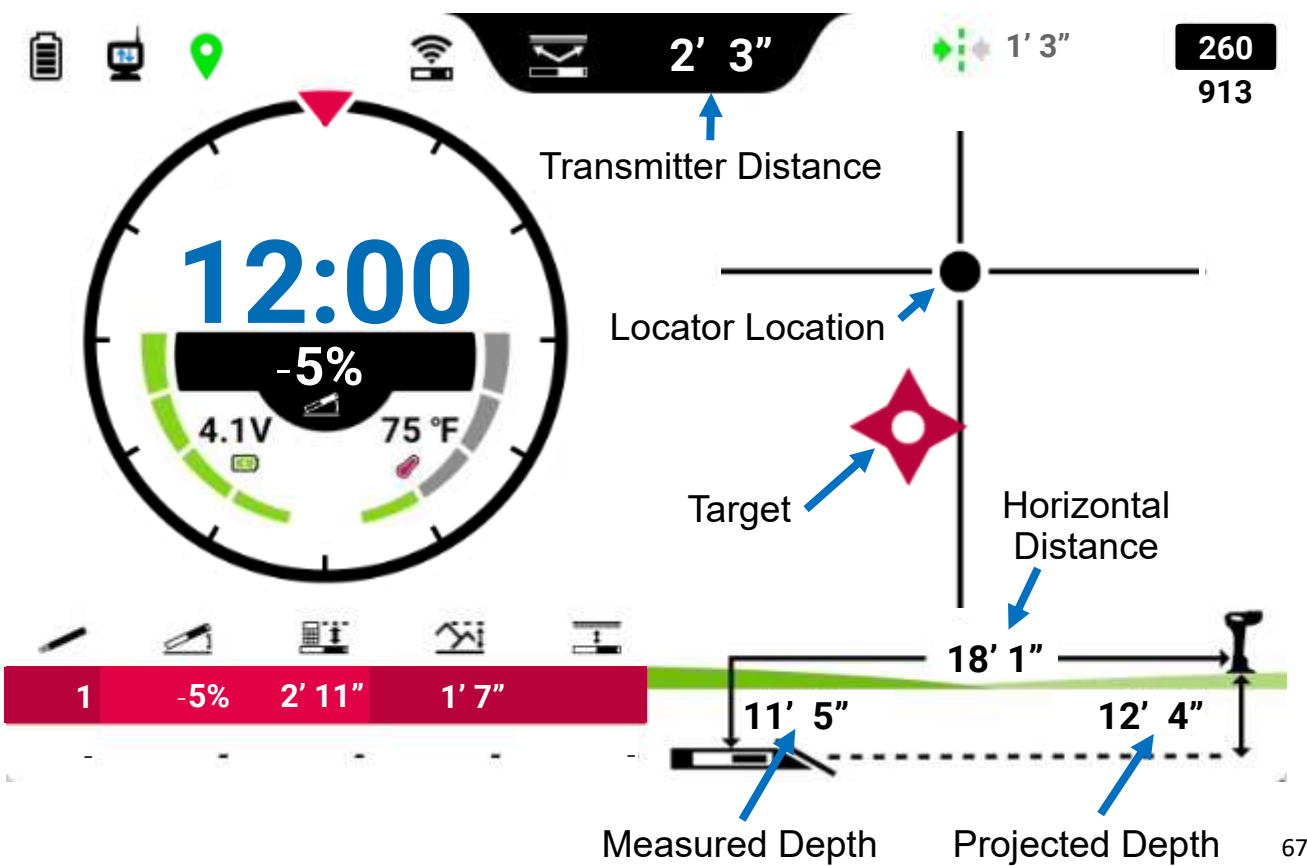 2’ 3”
1’ 3”
260
913
Transmitter Distance
12:00
-5%
4.1V
75 °F
Locator Location
Target
Horizontal
Distance
18’ 1”
1 -5% 2’ 11” 1’ 7”
11’ 5”
12’ 4”
- - - - -
Measured Depth
Projected Depth
67